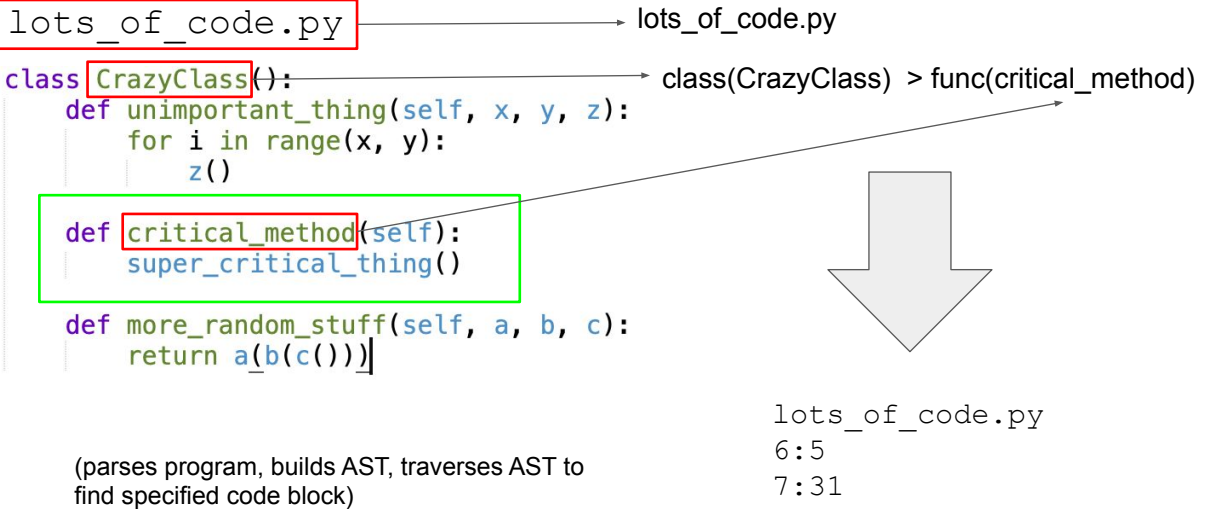 lots_of_code.py
lots_of_code.py
class CrazyClass():
class(CrazyClass) > func(critical_method)
def unimportant_thing(self, x, y, z):
for i in range(x, y):
z()
def critical_method(self):
super_critical_thing()
def more_random_stuff(self, a, b, c):
return a(b(c()))
(parses program, builds AST, traverses AST to
find specified code block)
lots_of_code.py
6:5
7:31